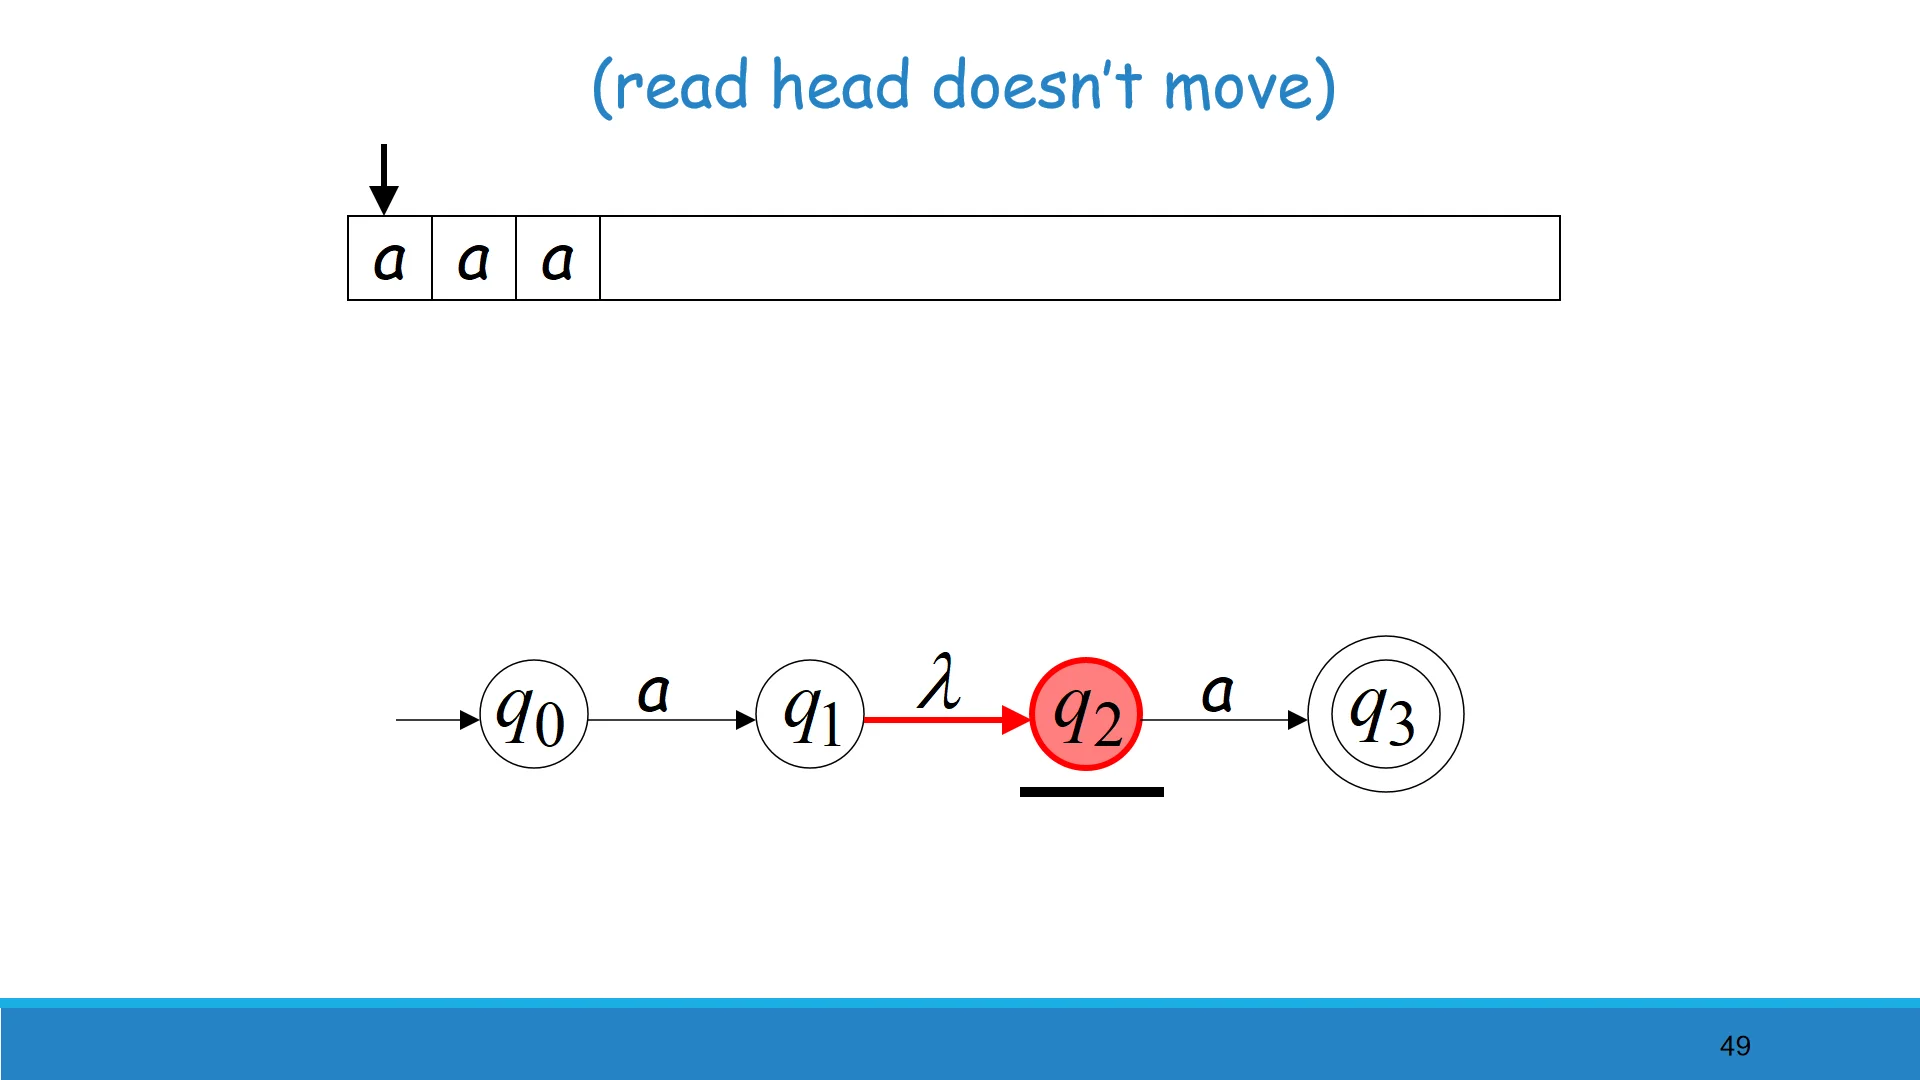 (read head doesn't move)
a a a
a λ a
q0 q1 q2 q3
49